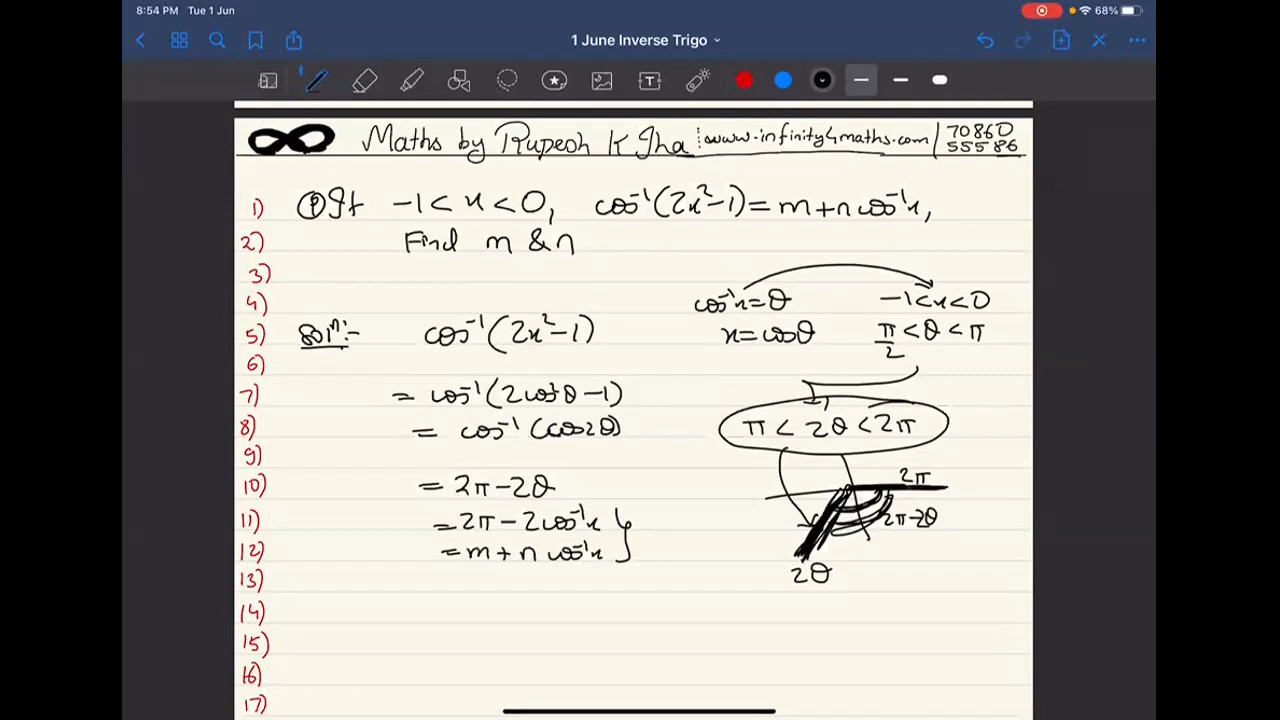 8:54 PM Tue 1 Jun
68%
1 June Inverse Trigo
Maths by Rupesh K Jha | www.infinity4maths.com / 70860 55586
1) If -1 < x < 0, cos⁻¹(2x²-1) = m + n cos⁻¹x,
2) Find m & n
3)
4) cos⁻¹x = θ -1 < x < 0
5) Solⁿ:- cos⁻¹(2x²-1) x = cosθ π/2 < θ < π
6)
7) = cos⁻¹(2cos²θ - 1)
8) = cos⁻¹(cos2θ) π < 2θ < 2π
9)
10) = 2π - 2θ 2π
11) = 2π - 2cos⁻¹x 2π-2θ
12) = m + n cos⁻¹x
13) 2θ
14)
15)
16)
17)